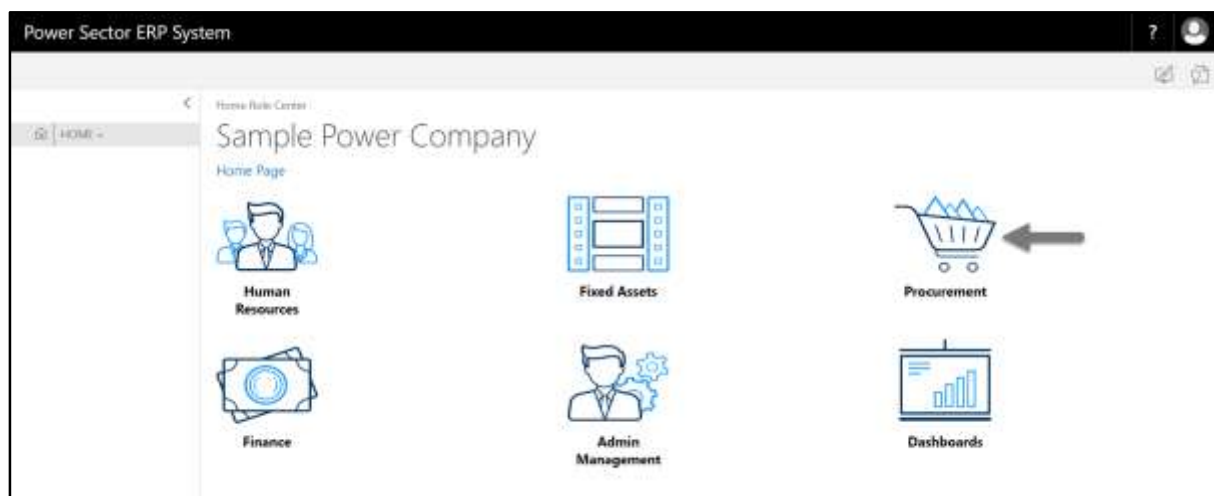 Power Sector ERP System
?
HOME
Home Role Center
Sample Power Company
Home Page
Human
Resources
Fixed Assets
Procurement
Finance
Admin
Management
Dashboards